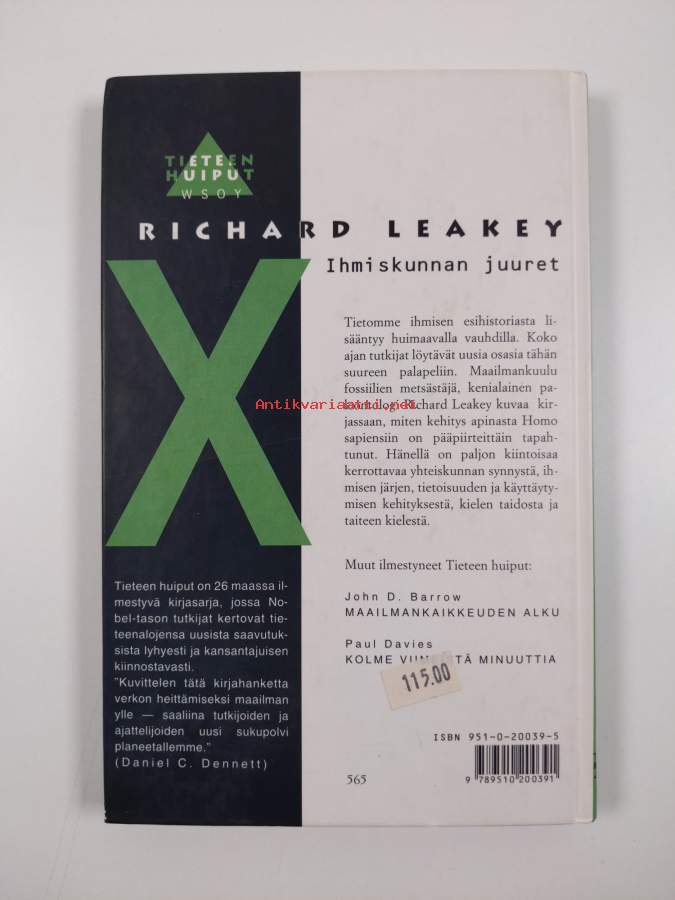 TIETEEN
HUIPUT
WSOY
RICHARD LEAKEY
Ihmiskunnan juuret
X
Tietomme ihmisen esihistoriasta li-
sääntyy huimaavalla vauhdilla. Koko
ajan tutkijat löytävät uusia osasia tähän
suureen palapeliin. Maailmankuulu
fossiilien metsästäjä, kenialainen pa-
Antikvariaatti.net
Richard Leakey kuvaa kir-
jassaan, miten kehitys apinasta Homo
sapiensiin on pääpiirteittäin tapah-
tunut. Hänellä on paljon kiintoisaa
kerrottavaa yhteiskunnan synnystä, ih-
misen järjen, tietoisuuden ja käyttäyty-
misen kehityksestä, kielen taidosta ja
taiteen kielestä.
Muut ilmestyneet Tieteen huiput:
John D. Barrow
MAAILMANKAIKKEUDEN ALKU
Paul Davies
KOLME MINUUTTIA
115.00
Tieteen huiput on 26 maassa il-
mestyvä kirjasarja, jossa No-
bel-tason tutkijat kertovat tie-
teenalojensa uusista saavutuk-
sista lyhyesti ja kansantajuisen
kiinnostavasti.
”Kuvittelen tätä kirjahanketta
verkon heittämiseksi maailman
ylle — saaliina tutkijoiden ja
ajattelijoiden uusi sukupolvi
planeetallemme.”
(Daniel C. Dennett)
ISBN 951-0-20039-5
565
9 789510 200391